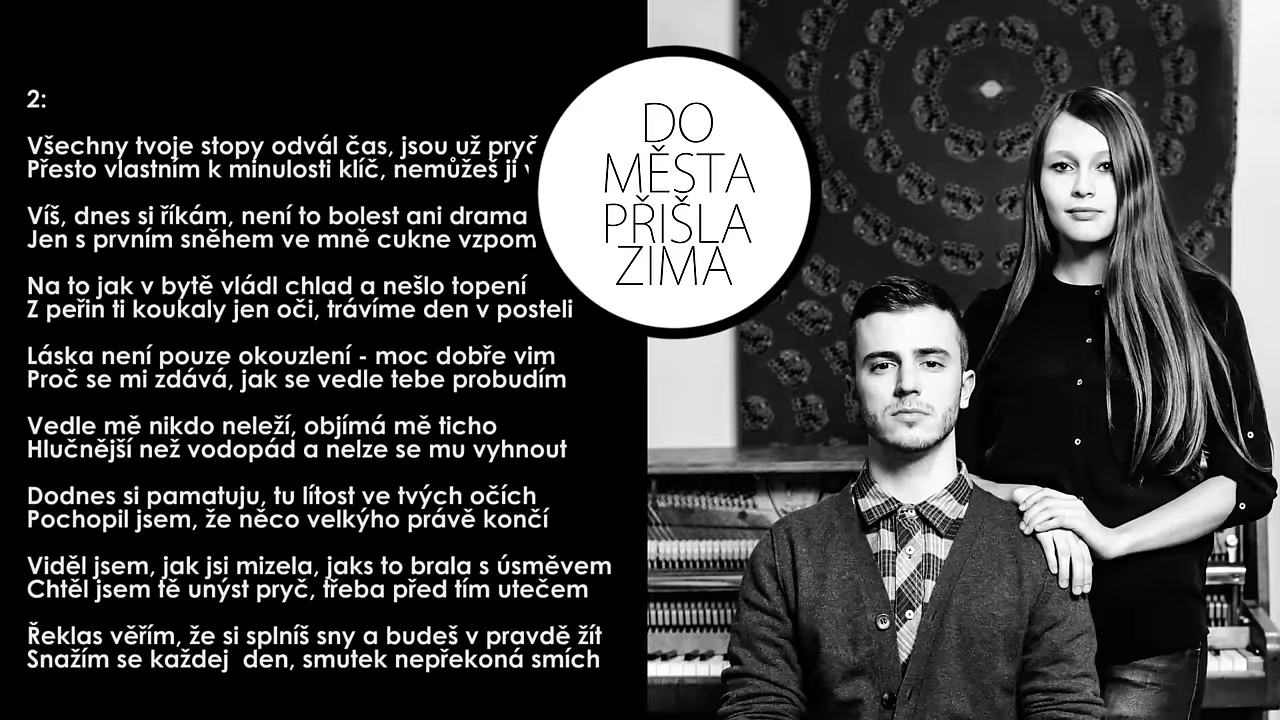 2:
Všechny tvoje stopy odvál čas, jsou už pryč
Přesto vlastním k minulosti klíč, nemůžeš jí
Víš, dnes si říkám, není to bolest ani drama
Jen s prvním sněhem ve mně cukne
Na to jak v bytě vládl chlad a nešlo topení
Z peřin ti koukaly jen oči, trávíme den v posteli
Láska není pouze okouzlení - moc dobře vim
Proč se mi zdává, jak se vedle tebe probudím
Vedle mě nikdo neleží, objímá mě ticho
Hlučnější než vodopád a nelze se mu vyhnout
Dodnes si pamatuju, tu lítost ve tvých očích
Pochopil jsem, že něco velkýho právě končí
Viděl jsem, jak jsi mizela, jaks to brala s úsměvem
Chtěl jsem tě unýst pryč, třeba před tím utečem
Řeklas věřím, že si splníš sny a budeš v pravdě žít
Snažím se každej  den, smutek nepřekoná smích
DO
MĚSTA
PŘIŠLA
ZIMA